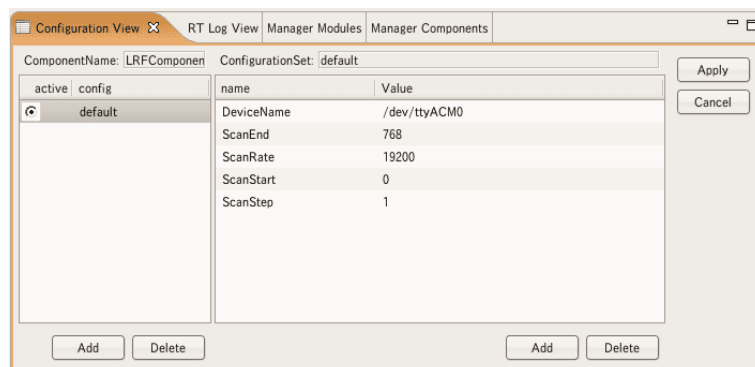 Configuration View RT Log View Manager Modules Manager Components
ComponentName: LRFComponen ConfigurationSet: default
Apply
Cancel
active config
default
name Value
DeviceName /dev/ttyACM0
ScanEnd 768
ScanRate 19200
ScanStart 0
ScanStep 1
Add Delete
Add Delete